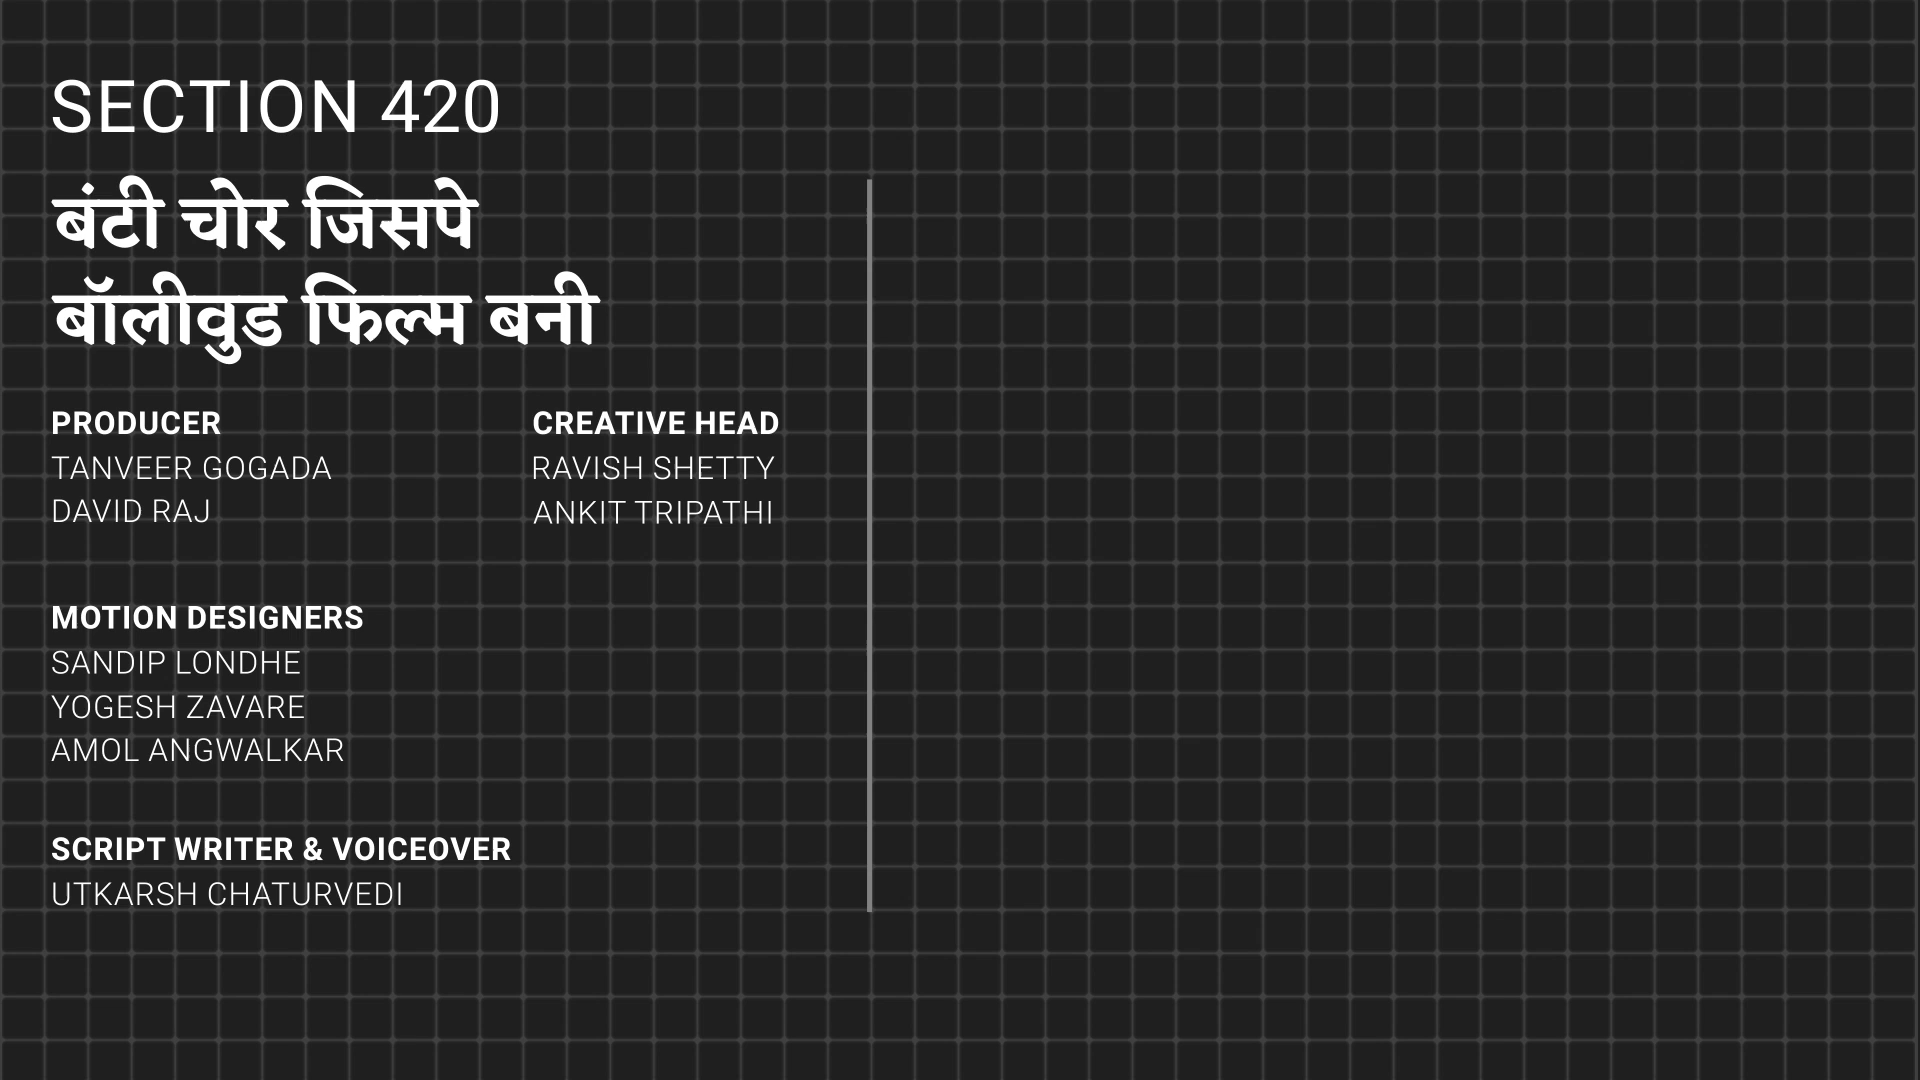 SECTION 420
बंटी चोर जिसपे
बॉलीवुड फिल्म बनी
PRODUCER
TANVEER GOGADA
DAVID RAJ
CREATIVE HEAD
RAVISH SHETTY
ANKIT TRIPATHI
MOTION DESIGNERS
SANDIP LONDHE
YOGESH ZAVARE
AMOL ANGWALKAR
SCRIPT WRITER & VOICEOVER
UTKARSH CHATURVEDI